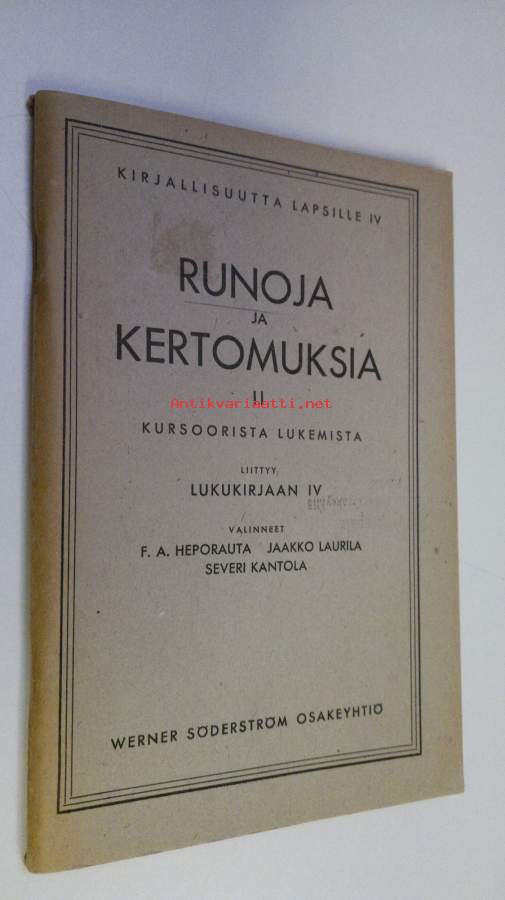 KIRJALLISUUTTA LAPSILLE IV
RUNOJA
JA
KERTOMUKSIA
II
Antikvariaatti.net
KURSOORISTA LUKEMISTA
LIITTYY
LUKUKIRJAAN IV
VALINNEET
F. A. HEPORAUTA JAAKKO LAURILA
SEVERI KANTOLA
WERNER SÖDERSTRÖM OSAKEYHTIÖ